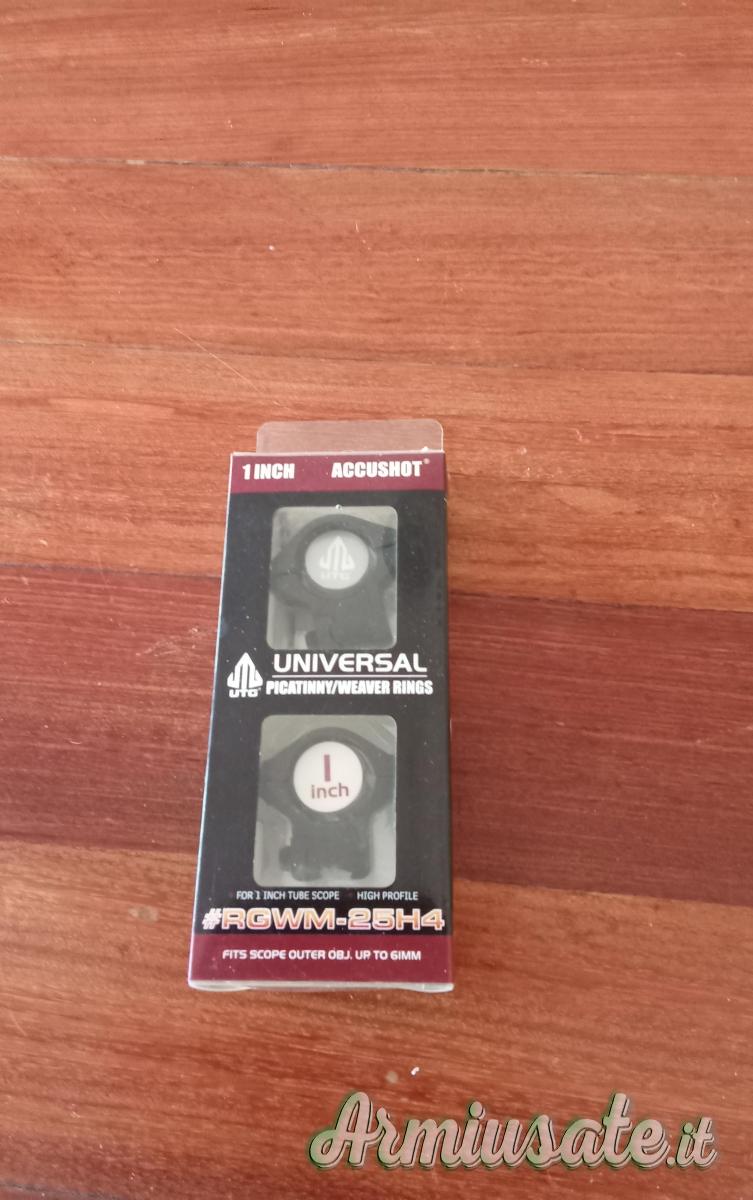 1 INCH ACCUSHOT®
UTG
UNIVERSAL
UTG PICATINNY/WEAVER RINGS
1
inch
FOR 1 INCH TUBE SCOPE HIGH PROFILE
#RGWM-25H4
FITS SCOPE OUTER OBJ. UP TO 61MM
Armiusate.it